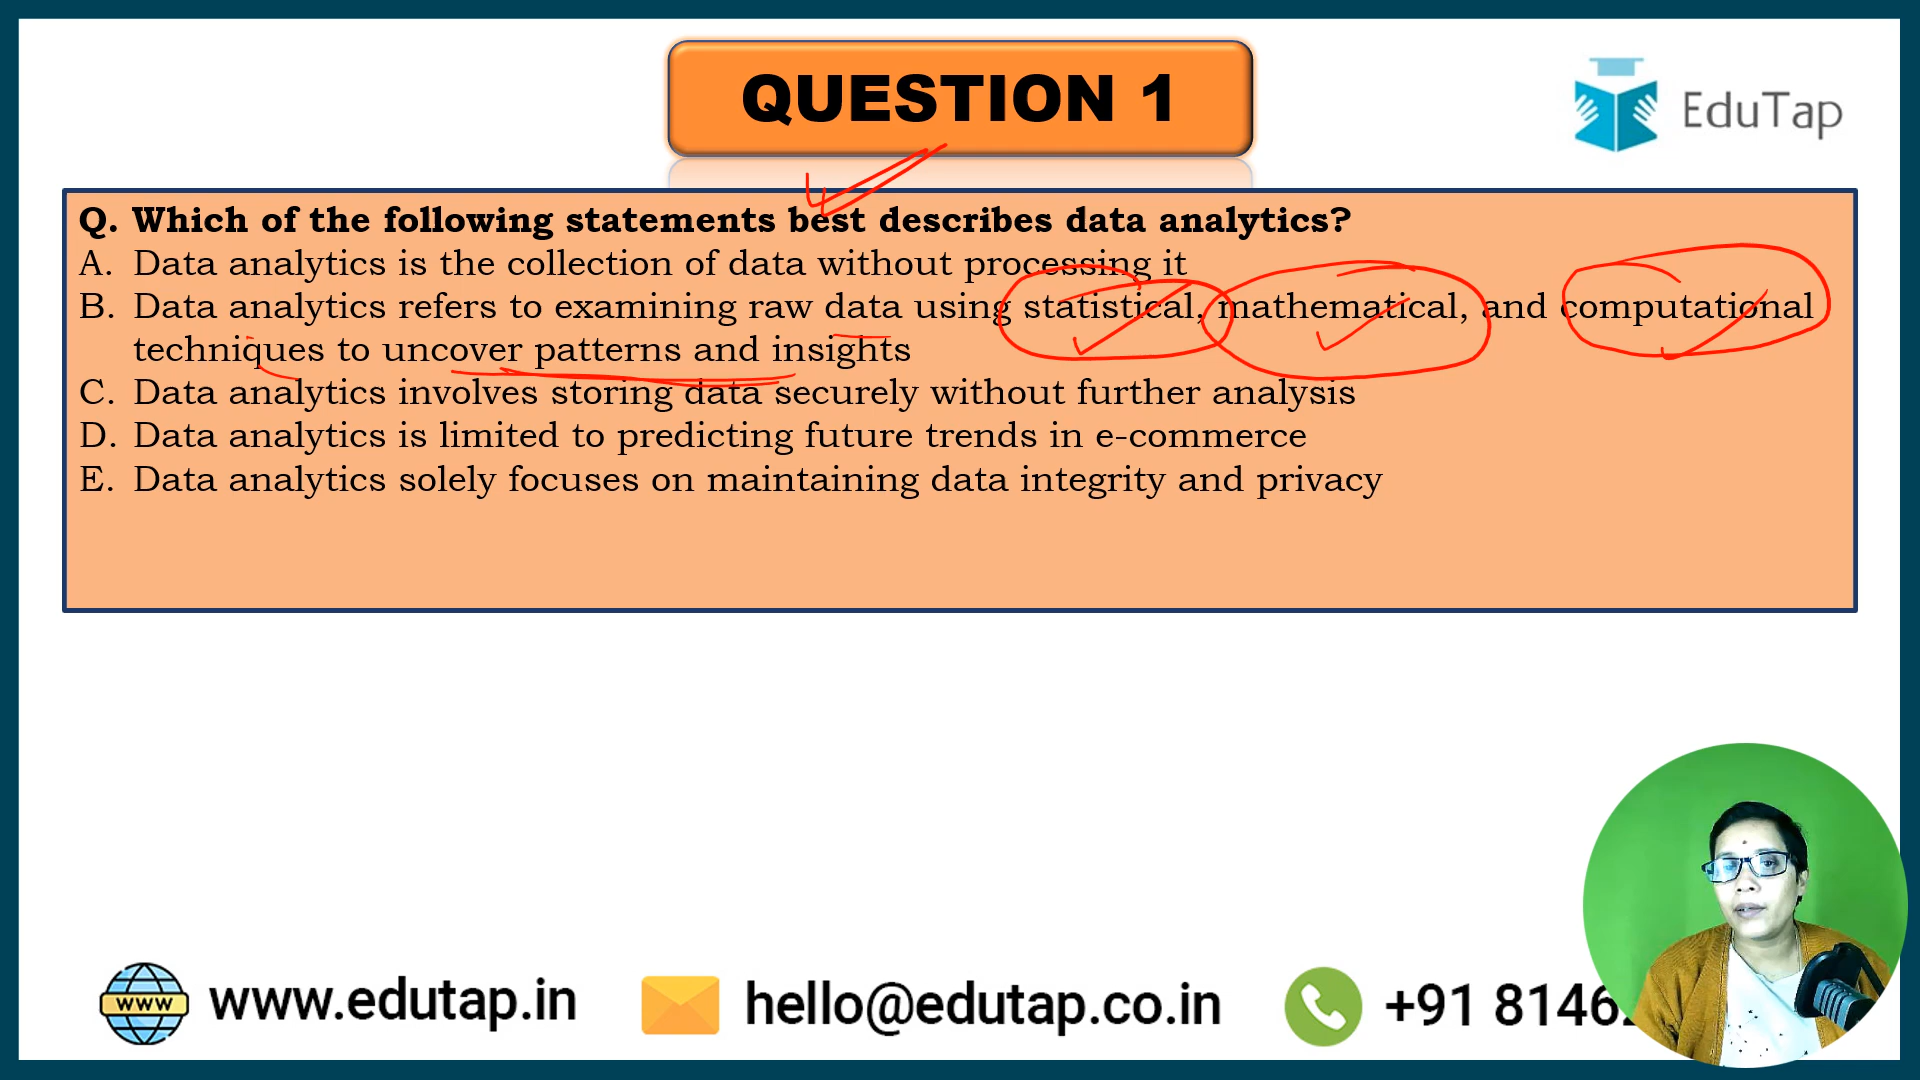 QUESTION 1
EduTap
Q. Which of the following statements best describes data analytics?
A. Data analytics is the collection of data without processing it
B. Data analytics refers to examining raw data using statistical, mathematical, and computational
techniques to uncover patterns and insights
C. Data analytics involves storing data securely without further analysis
D. Data analytics is limited to predicting future trends in e-commerce
E. Data analytics solely focuses on maintaining data integrity and privacy
www
www.edutap.in
hello@edutap.co.in
+91 8146